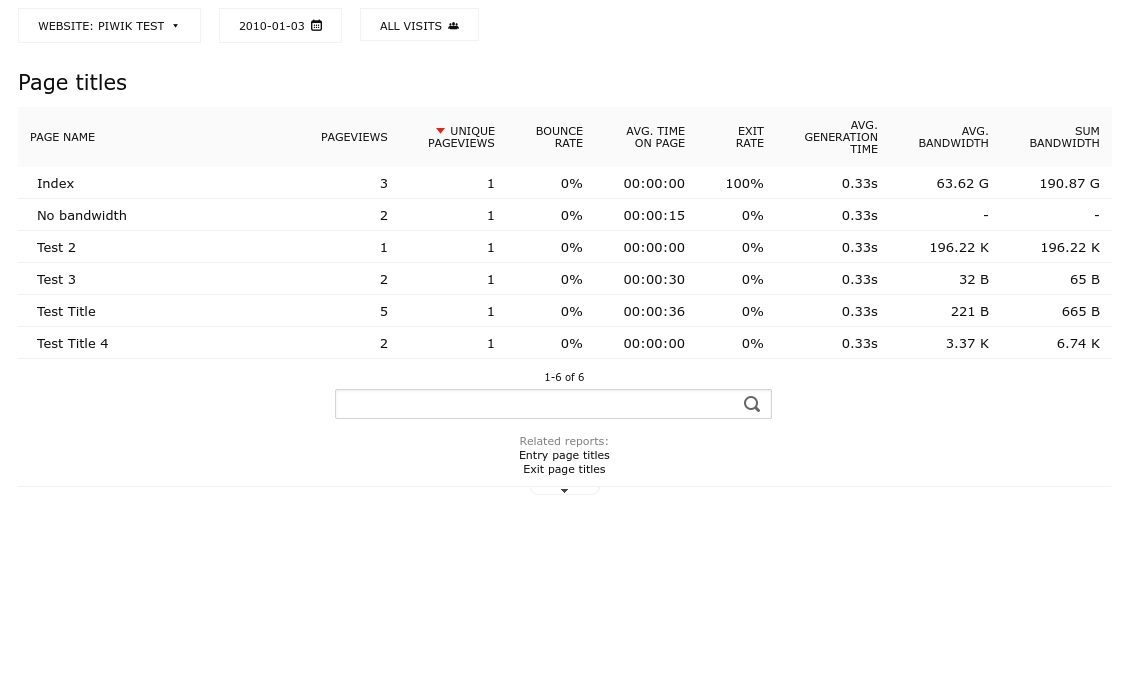 WEBSITE: PIWIK TEST 2010-01-03 ALL VISITS
Page titles
PAGE NAME PAGEVIEWS UNIQUE PAGEVIEWS BOUNCE RATE AVG. TIME ON PAGE EXIT RATE AVG. GENERATION TIME AVG. BANDWIDTH SUM BANDWIDTH
Index 3 1 0% 00:00:00 100% 0.33s 63.62 G 190.87 G
No bandwidth 2 1 0% 00:00:15 0% 0.33s - -
Test 2 1 1 0% 00:00:00 0% 0.33s 196.22 K 196.22 K
Test 3 2 1 0% 00:00:30 0% 0.33s 32 B 65 B
Test Title 5 1 0% 00:00:36 0% 0.33s 221 B 665 B
Test Title 4 2 1 0% 00:00:00 0% 0.33s 3.37 K 6.74 K
1-6 of 6
Related reports:
Entry page titles
Exit page titles